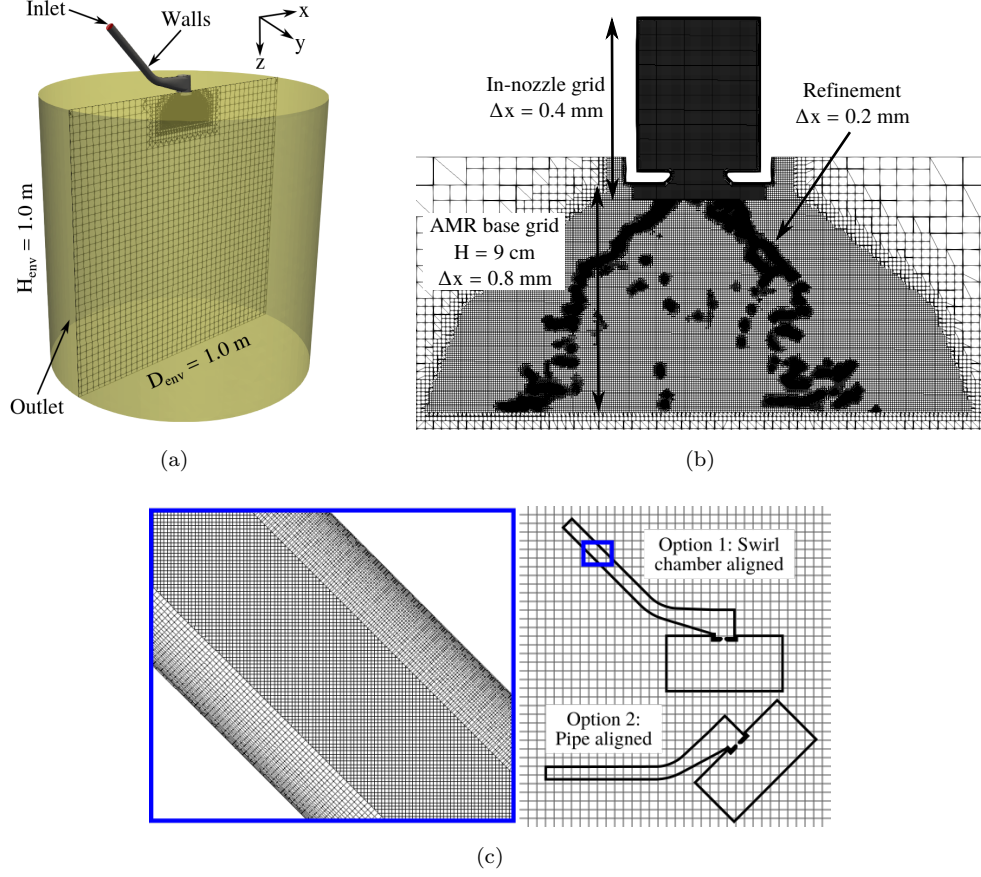 Inlet
Walls
x
y
z
H_env = 1.0 m
D_env = 1.0 m
Outlet
(a)
In-nozzle grid
Δx = 0.4 mm
Refinement
Δx = 0.2 mm
AMR base grid
H = 9 cm
Δx = 0.8 mm
(b)
Option 1: Swirl
chamber aligned
Option 2:
Pipe aligned
(c)